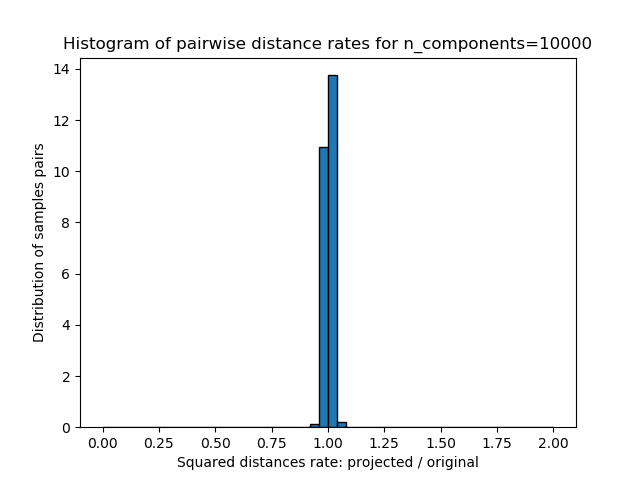 Histogram of pairwise distance rates for n_components=10000
14
12
10
8
6
4
2
0
Distribution of samples pairs
0.00 0.25 0.50 0.75 1.00 1.25 1.50 1.75 2.00
Squared distances rate: projected / original